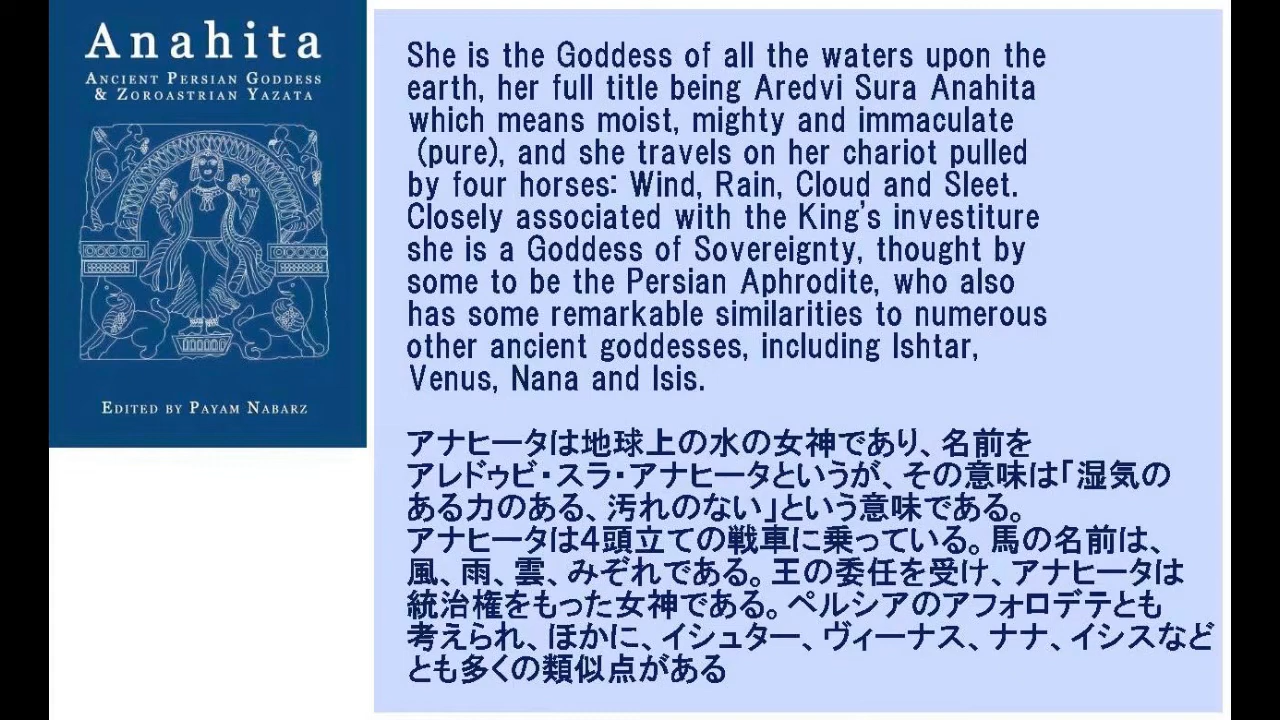 Anahita
ANCIENT PERSIAN GODDESS
& ZOROASTRIAN YAZATA
EDITED BY PAYAM NABARZ
She is the Goddess of all the waters upon the
earth, her full title being Aredvi Sura Anahita
which means moist, mighty and immaculate
(pure), and she travels on her chariot pulled
by four horses: Wind, Rain, Cloud and Sleet.
Closely associated with the King's investiture
she is a Goddess of Sovereignty, thought by
some to be the Persian Aphrodite, who also
has some remarkable similarities to numerous
other ancient goddesses, including Ishtar,
Venus, Nana and Isis.
アナヒータは地球上の水の女神であり、名前を
アレドゥビ・スラ・アナヒータというが、その意味は「湿気の
ある力のある、汚れのない」という意味である。
アナヒータは4頭立ての戦車に乗っている。馬の名前は、
風、雨、雲、みぞれである。王の委任を受け、アナヒータは
統治権をもった女神である。ペルシアのアフォロデテとも
考えられ、ほかに、イシュター、ヴィーナス、ナナ、イシスなど
とも多くの類似点がある